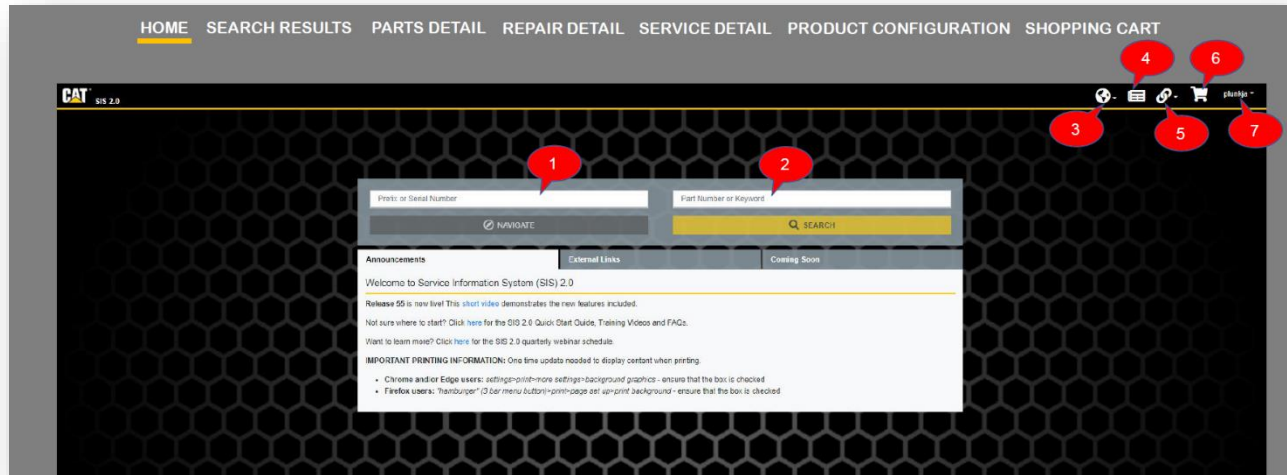 HOME SEARCH RESULTS PARTS DETAIL REPAIR DETAIL SERVICE DETAIL PRODUCT CONFIGURATION SHOPPING CART
4 6
CAT SIS 2.0 plunkja
3 5 7
1 2
Prefix or Serial Number Part Number or Keyword
NAVIGATE SEARCH
Announcements External Links Coming Soon
Welcome to Service Information System (SIS) 2.0
Release 55 is now live! This short video demonstrates the new features included.
Not sure where to start? Click here for the SIS 2.0 Quick Start Guide, Training Videos and FAQs.
Want to learn more? Click here for the SIS 2.0 quarterly webinar schedule.
IMPORTANT PRINTING INFORMATION: One time update needed to display content when printing.
• Chrome and/or Edge users: settings>print>more settings>background graphics - ensure that the box is checked
• Firefox users: "hamburger" (3 bar menu button)>print>page set up>print background - ensure that the box is checked